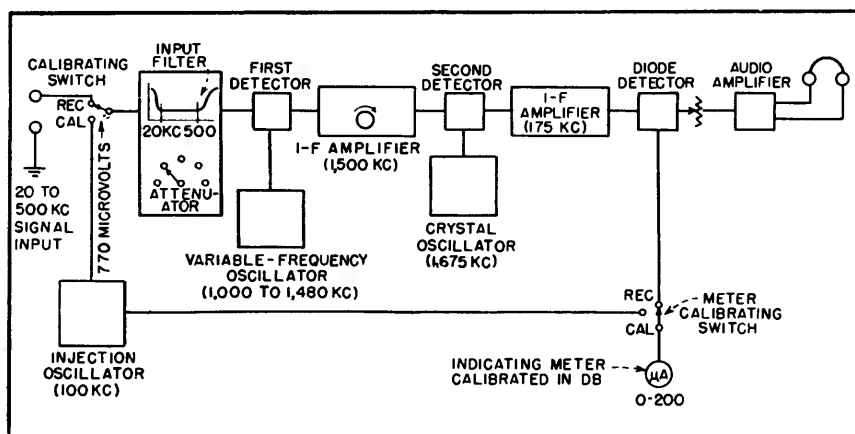 CALIBRATING
SWITCH
REC
CAL
20 TO
500 KC
SIGNAL
INPUT
770 MICROVOLTS
INPUT
FILTER
20KC 500
ATTENU-
ATOR
FIRST
DETECTOR
I-F AMPLIFIER
(1,500 KC)
SECOND
DETECTOR
I-F
AMPLIFIER
(175 KC)
DIODE
DETECTOR
AUDIO
AMPLIFIER
VARIABLE-FREQUENCY
OSCILLATOR
(1,000 TO 1,480 KC)
CRYSTAL
OSCILLATOR
(1,675 KC)
INJECTION
OSCILLATOR
(100 KC)
REC
CAL
METER
CALIBRATING
SWITCH
INDICATING METER
CALIBRATED IN DB
μA
0-200